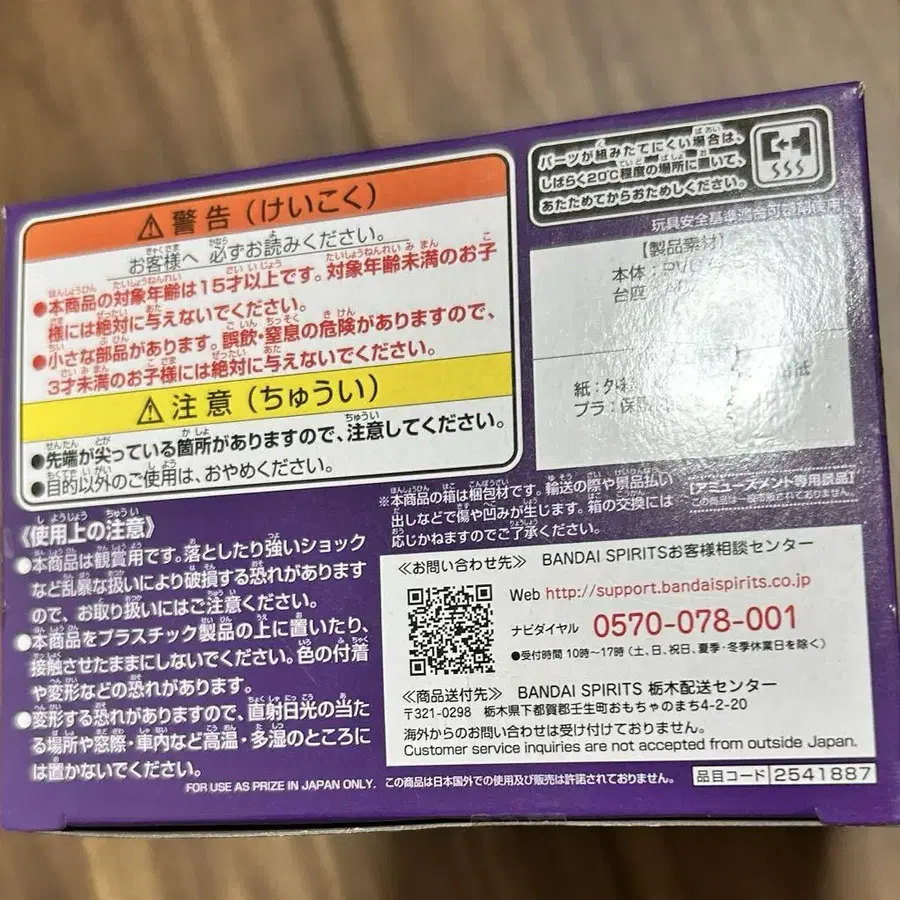 ⚠警告(けいこく)
お客様へ 必ずお読みください。
●本商品の対象年齢は15才以上です。対象年齢未満のお子
様には絶対に与えないでください。
●小さな部品があります。誤飲・窒息の危険がありますので、
3才未満のお子様には絶対に与えないでください。
⚠注意(ちゅうい)
●先端が尖っている箇所がありますので、注意してください。
●目的以外のご使用は、おやめください。
パーツが組みたてにくい場合は、
しばらく20℃程度の場所に置いて、
あたためてからおためしください。
玩具安全基準適合可塑剤使用
【製品素材】
本体:PVC
台座:
紙:
プラ:保
《使用上の注意》
●本商品は観賞用です。落としたり強いショック
など乱暴な扱いにより破損する恐れがあります
ので、お取り扱いにはご注意ください。
●本商品をプラスチック製品の上に置いたり、
接触させたままにしないでください。色の付着
や変形などの恐れがあります。
●変形する恐れがありますので、直射日光の当た
る場所や窓際・車内など高温・多湿のところに
は置かないでください。
※本商品の箱は梱包材です。輸送の際や景品払い
出しなどで傷や凹みが生じます。箱の交換には
応じかねますのでご了承ください。
【アミューズメント専用景品】
この商品は一般市販されておりません。
≪お問い合わせ先≫ BANDAI SPIRITSお客様相談センター
Web http://support.bandaispirits.co.jp
ナビダイヤル 0570-078-001
●受付時間 10時~17時(土、日、祝日、夏季・冬季休業日を除く)
≪商品送付先≫ BANDAI SPIRITS 栃木配送センター
〒321-0298 栃木県下都賀郡壬生町おもちゃのまち4-2-20
海外からのお問い合わせは受け付けておりません。
Customer service inquiries are not accepted from outside Japan.
FOR USE AS PRIZE IN JAPAN ONLY. この商品は日本国外での使用及び販売は許諾されておりません。
品目コード 2541887